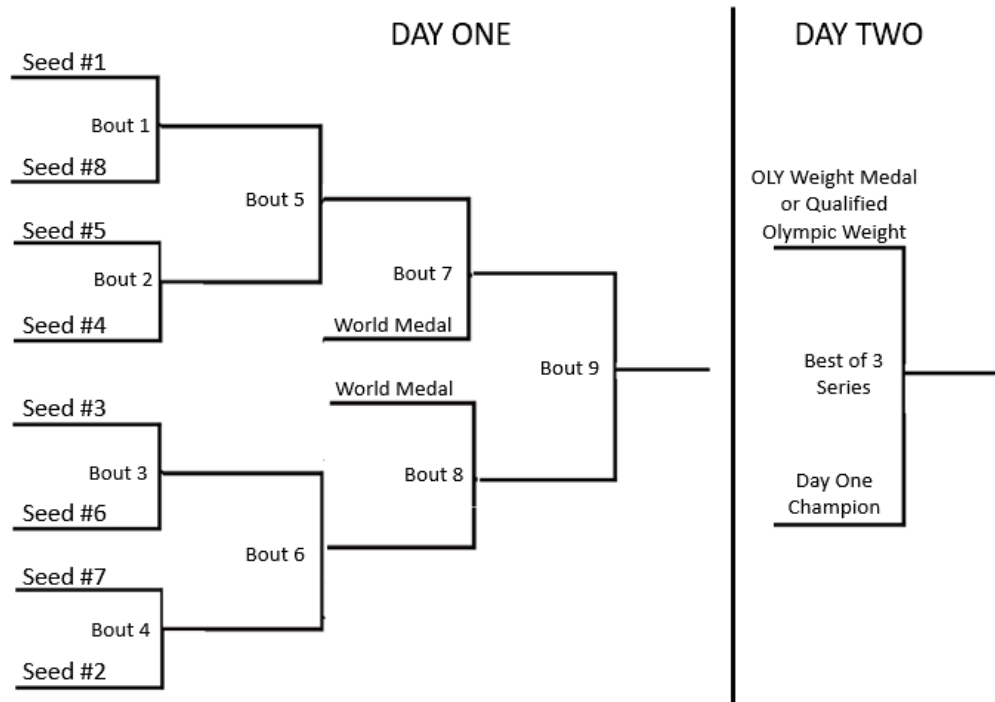 DAY ONE
Seed #1
Bout 1
Seed #8
Bout 5
Seed #5
Bout 2
Seed #4
Bout 7
World Medal
Bout 9
World Medal
Seed #3
Bout 3
Seed #6
Bout 8
Bout 6
Seed #7
Bout 4
Seed #2
DAY TWO
OLY Weight Medal
or Qualified
Olympic Weight
Best of 3
Series
Day One
Champion